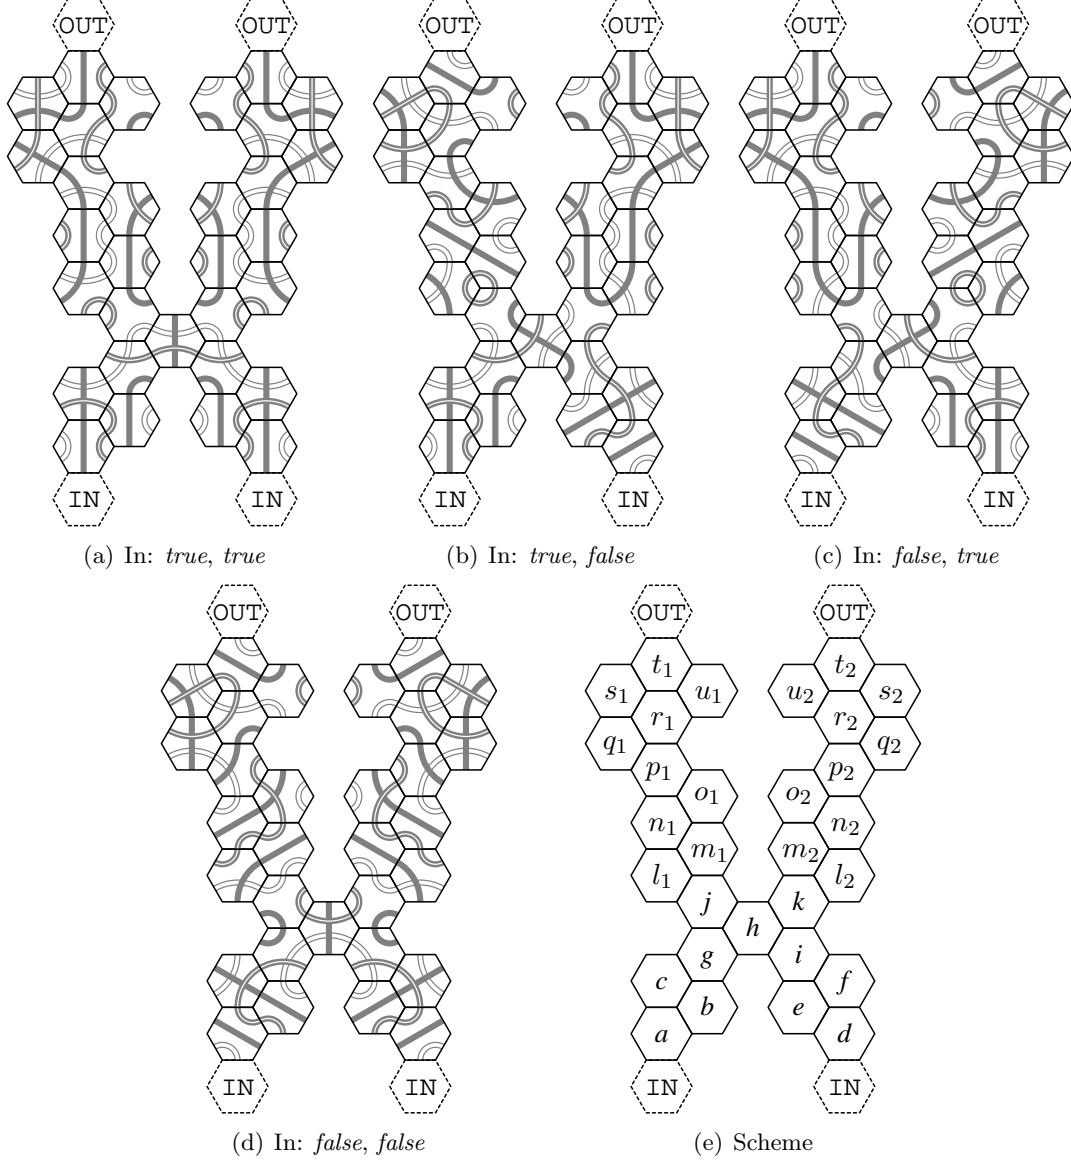 OUT OUT OUT OUT OUT OUT
IN IN IN IN IN IN
(a) In: true, true (b) In: true, false (c) In: false, true
OUT OUT OUT OUT
t1 t2
s1 u1 u2 s2
r1 r2
q1 q2
p1 p2
o1 o2
n1 n2
m1 m2
l1 l2
j k
h
g i
c f
b e
a d
IN IN IN IN
(d) In: false, false (e) Scheme